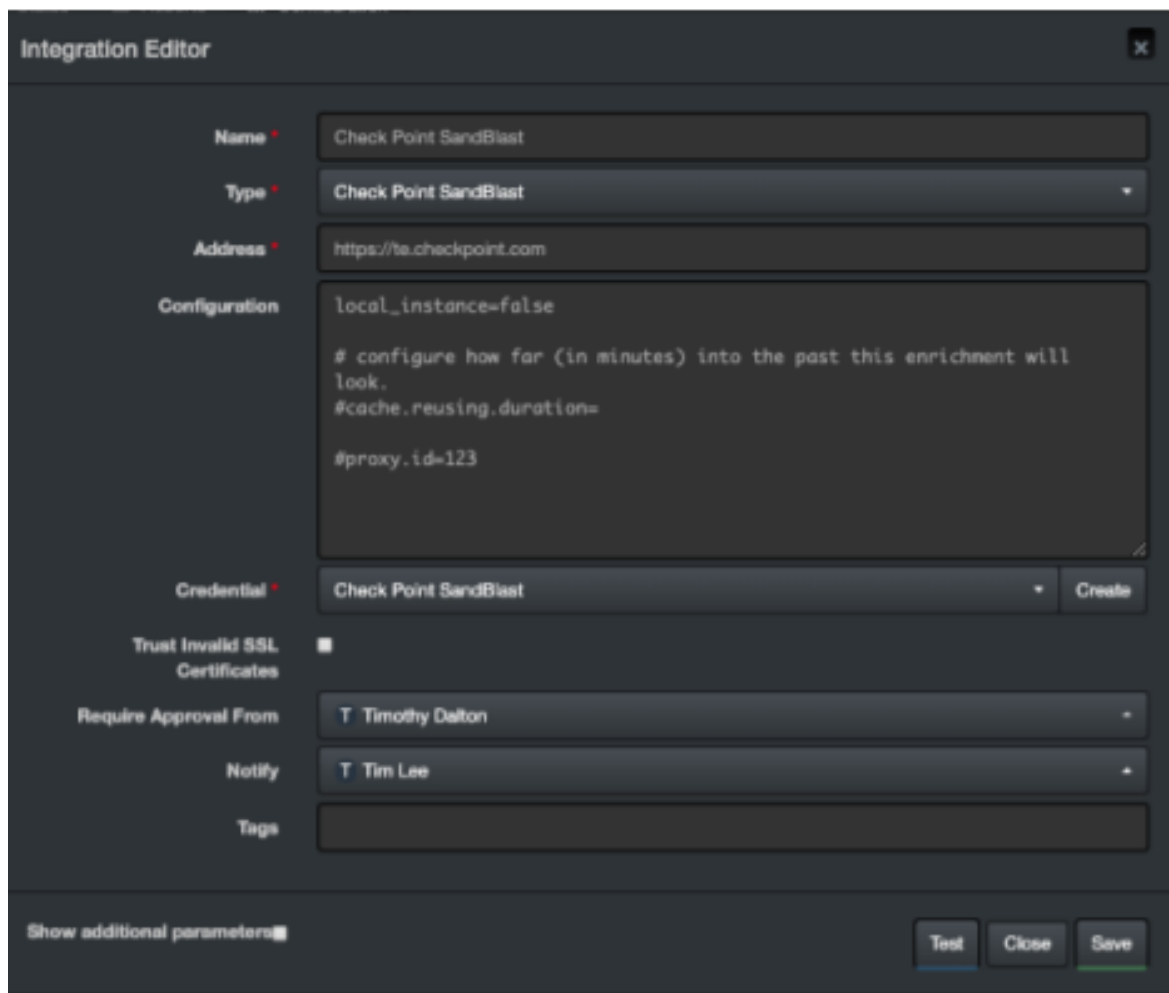 Integration Editor
×
Name *
Check Point SandBlast
Type *
Check Point SandBlast
Address *
https://te.checkpoint.com
Configuration
local_instance=false
# configure how far (in minutes) into the past this enrichment will
look.
#cache.reusing.duration=
#proxy.id=123
Credential *
Check Point SandBlast
Create
Trust Invalid SSL
Certificates
Require Approval From
T Timothy Dalton
Notify
T Tim Lee
Tags
Show additional parameters
Test Close Save